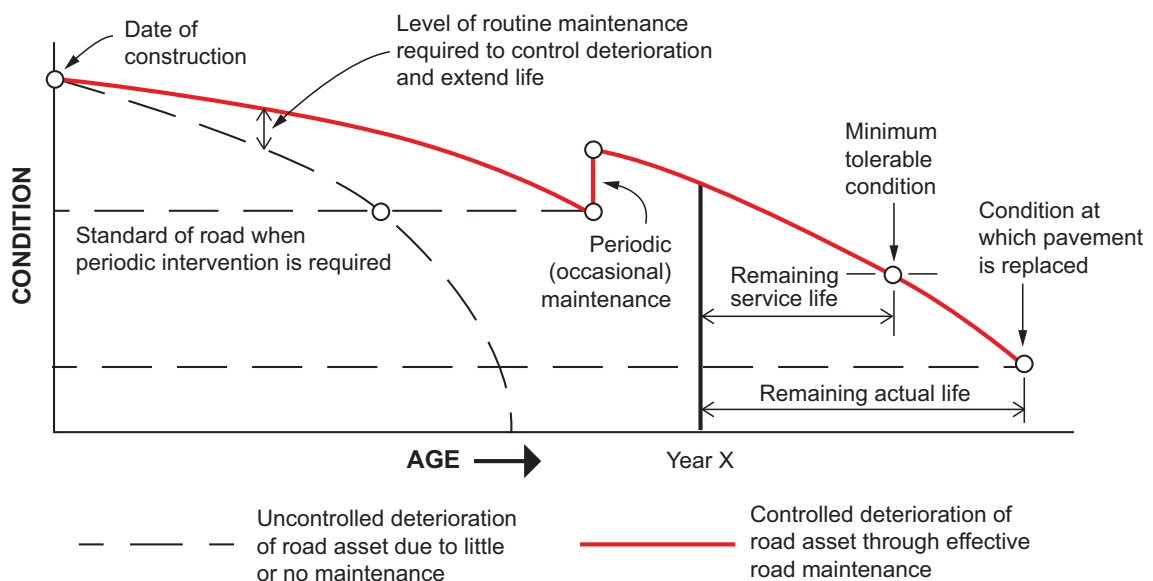 Date of
construction
Level of routine maintenance
required to control deterioration
and extend life
Minimum
tolerable
condition
Condition at
which pavement
is replaced
CONDITION
Standard of road when
periodic intervention is required
Periodic
(occasional)
maintenance
Remaining
service life
Remaining actual life
AGE
Year X
Uncontrolled deterioration
of road asset due to little
or no maintenance
Controlled deterioration of
road asset through effective
road maintenance